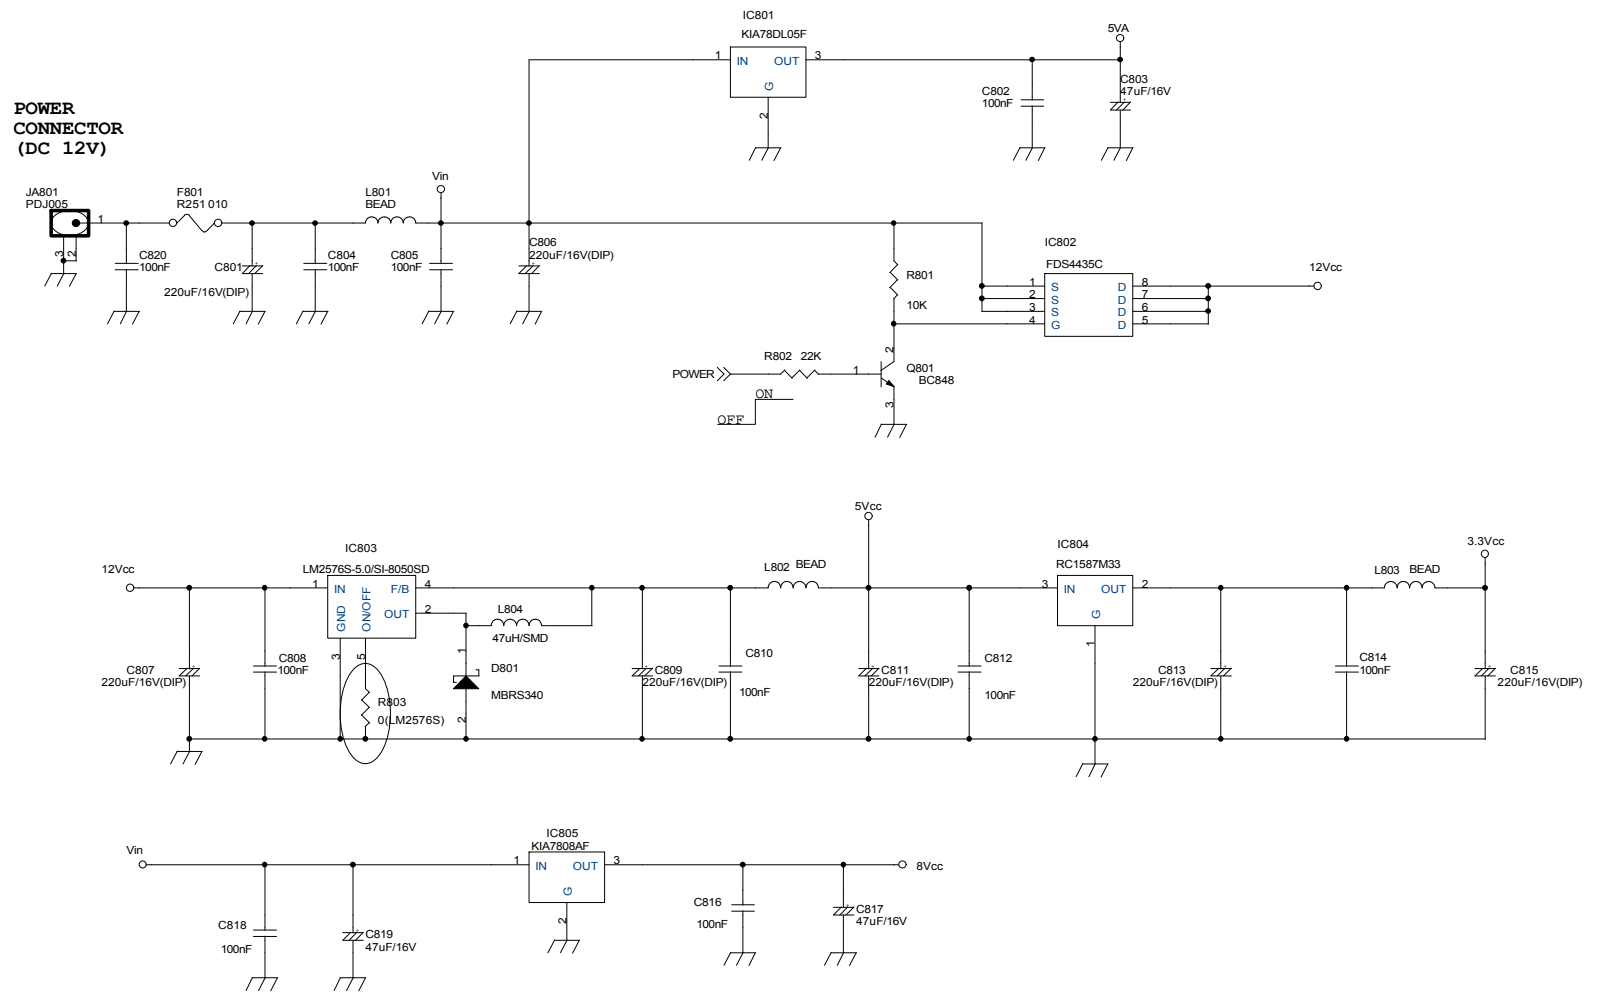 IC801
KIA78DL05F
1
IN
OUT
3
G
2
5VA
C802
100nF
C803
47uF/16V
POWER
CONNECTOR
(DC 12V)
JA801
PDJ005
1
3
2
F801
R251 010
L801
BEAD
Vin
C820
100nF
C801
220uF/16V(DIP)
C804
100nF
C805
100nF
C806
220uF/16V(DIP)
R801
10K
IC802
FDS4435C
1
S
D
8
2
S
D
7
3
S
D
6
4
G
D
5
12Vcc
POWER
R802 22K
1
2
3
Q801
BC848
ON
OFF
12Vcc
IC803
LM2576S-5.0/SI-8050SD
1
IN
F/B
4
OUT
2
GND
ON/OFF
3
5
C807
220uF/16V(DIP)
C808
100nF
R803
0(LM2576S)
L804
47uH/SMD
1
D801
MBRS340
2
C809
220uF/16V(DIP)
C810
100nF
L802 BEAD
5Vcc
C811
220uF/16V(DIP)
C812
100nF
IC804
RC1587M33
3
IN
OUT
2
G
1
C813
220uF/16V(DIP)
C814
100nF
L803 BEAD
3.3Vcc
C815
220uF/16V(DIP)
Vin
C818
100nF
C819
47uF/16V
IC805
KIA7808AF
1
IN
OUT
3
G
2
C816
100nF
C817
47uF/16V
8Vcc